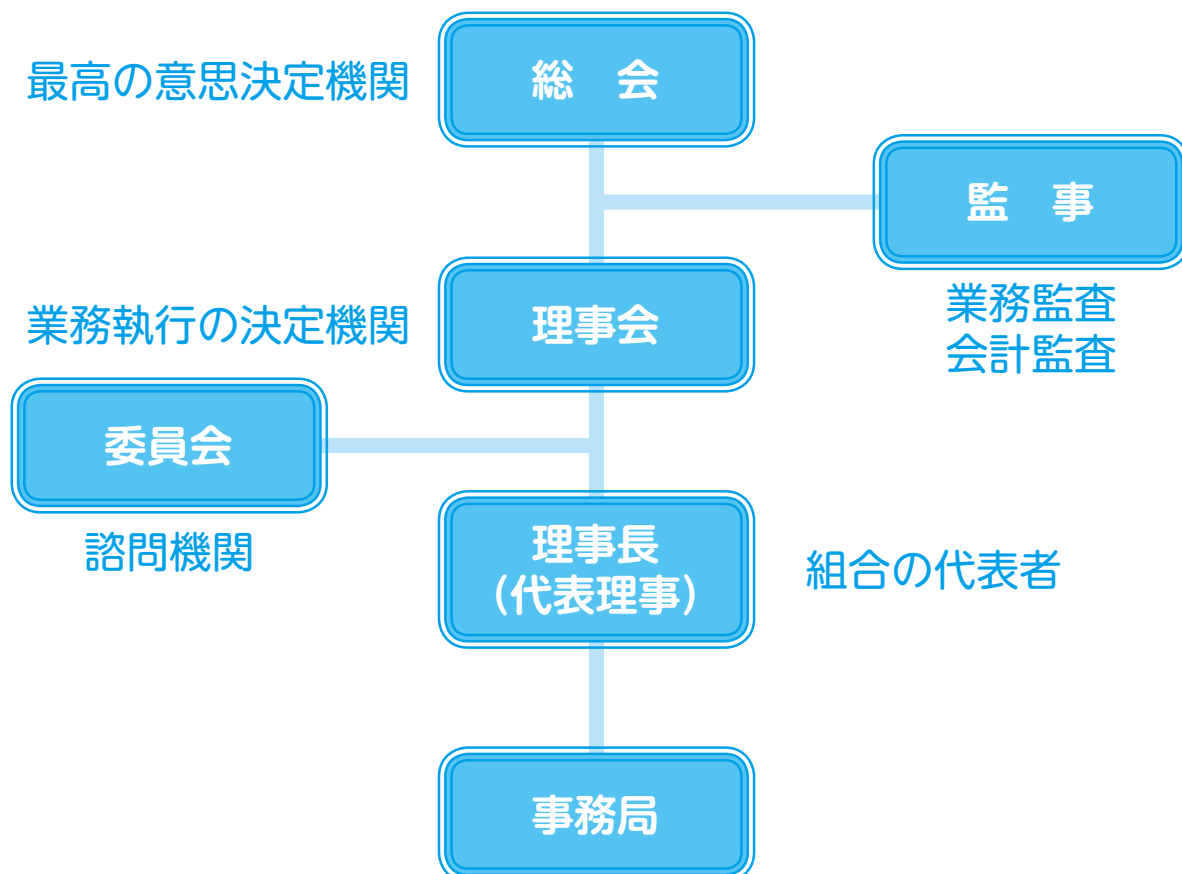 最高の意思決定機関
総　会
監　事
業務監査
会計監査
業務執行の決定機関
理事会
委員会
諮問機関
理事長
（代表理事）
組合の代表者
事務局